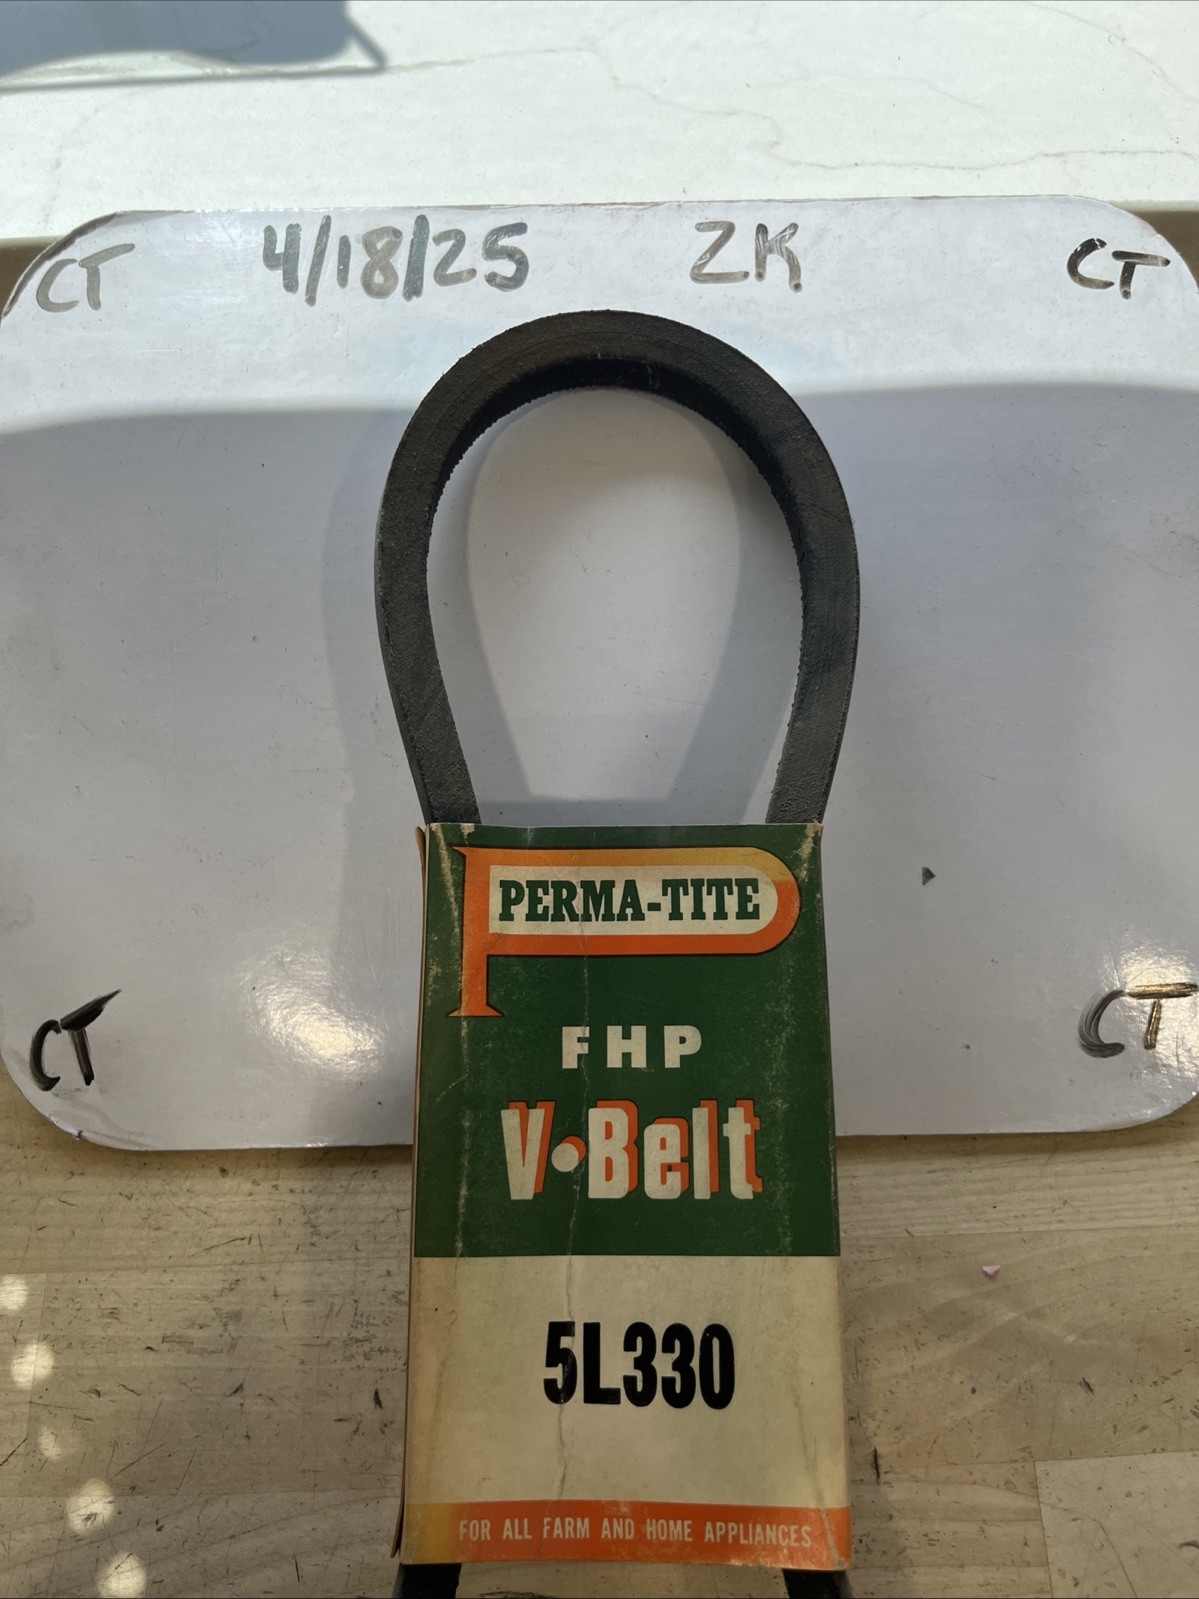 CT 4/18/25 ZK CT
PERMA-TITE
FHP
V•Belt
5L330
FOR ALL FARM AND HOME APPLIANCES
CT CT